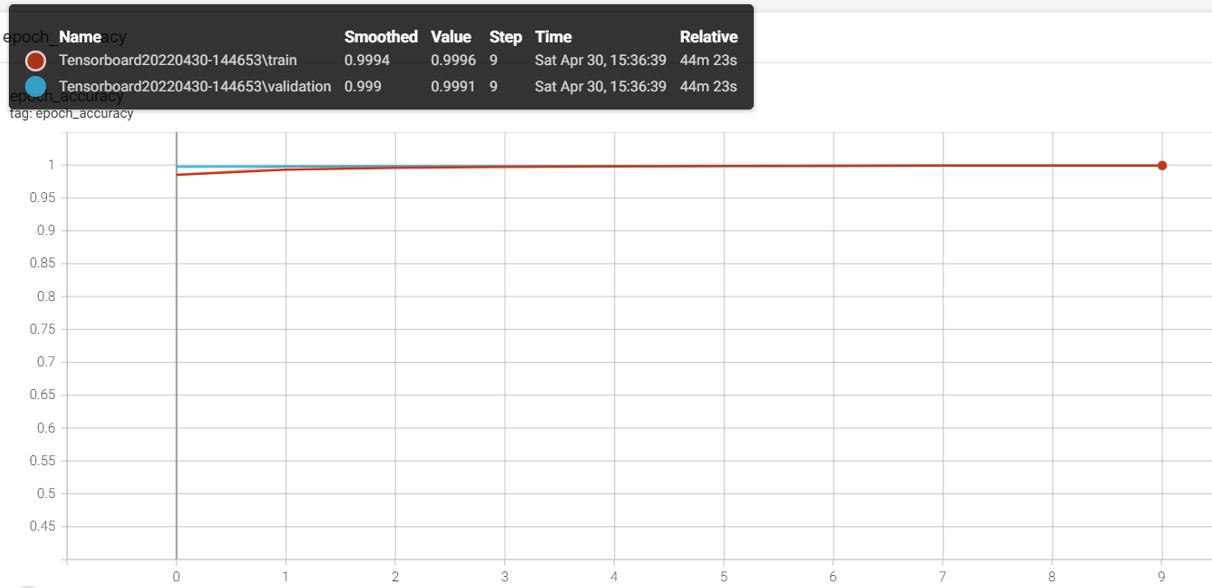 epoch_accuracy
Name Smoothed Value Step Time Relative
Tensorboard20220430-144653\train 0.9994 0.9996 9 Sat Apr 30, 15:36:39 44m 23s
Tensorboard20220430-144653\validation 0.999 0.9991 9 Sat Apr 30, 15:36:39 44m 23s
epoch_accuracy
tag: epoch_accuracy
1
0.95
0.9
0.85
0.8
0.75
0.7
0.65
0.6
0.55
0.5
0.45
0 1 2 3 4 5 6 7 8 9